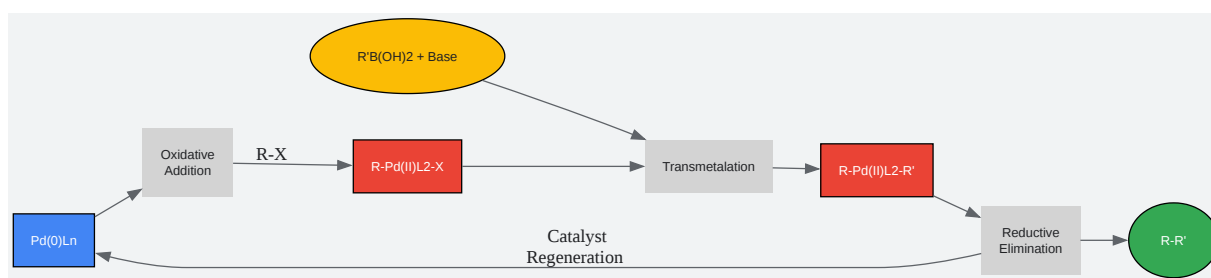 R'B(OH)2 + Base
Oxidative
Addition
R-X
R-Pd(II)L2-X
Transmetalation
R-Pd(II)L2-R'
Pd(0)Ln
Catalyst
Regeneration
Reductive
Elimination
R-R'